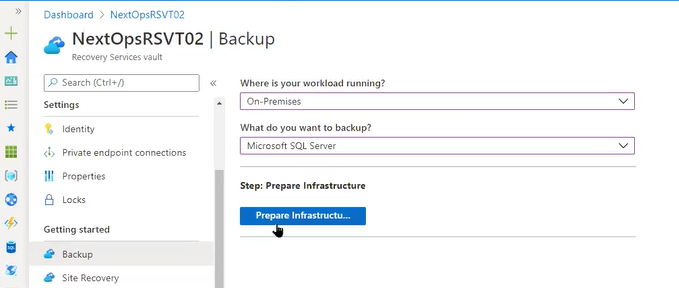 Dashboard > NextOpsRSVT02 >
NextOpsRSVT02 | Backup
Recovery Services vault
Search (Ctrl+/)
Settings
Identity
Private endpoint connections
Properties
Locks
Getting started
Backup
Site Recovery
Where is your workload running?
On-Premises
What do you want to backup?
Microsoft SQL Server
Step: Prepare Infrastructure
Prepare Infrastructu...